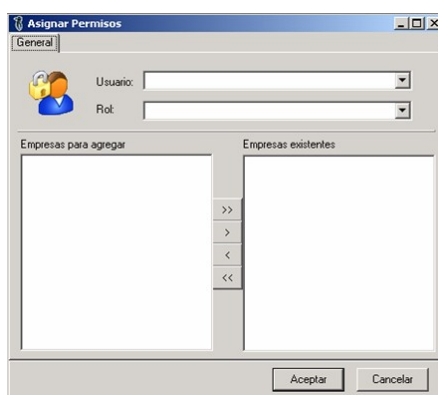 Asignar Permisos
General
Usuario:
Rol:
Empresas para agregar
Empresas existentes
>>
>
<
<<
Aceptar
Cancelar